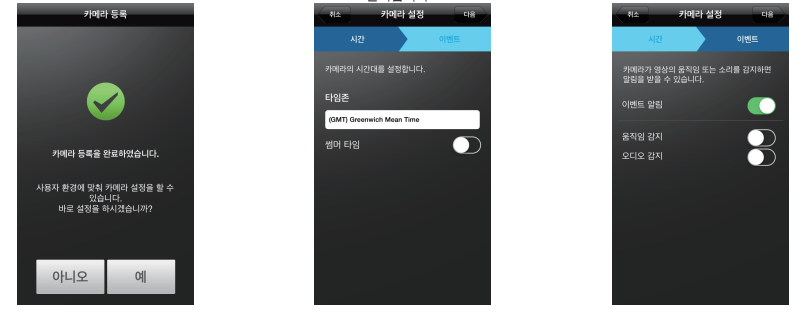 카메라 등록
카메라 등록을 완료하였습니다.
사용자 환경에 맞춰 카메라 설정을 할 수
있습니다.
바로 설정을 하시겠습니까?
아니오
예
취소
카메라 설정
다음
시간
이벤트
카메라의 시간대를 설정합니다.
타임존
(GMT) Greenwich Mean Time
썸머 타임
취소
카메라 설정
다음
시간
이벤트
카메라가 영상의 움직임 또는 소리를 감지하면
알림을 받을 수 있습니다.
이벤트 알림
움직임 감지
오디오 감지